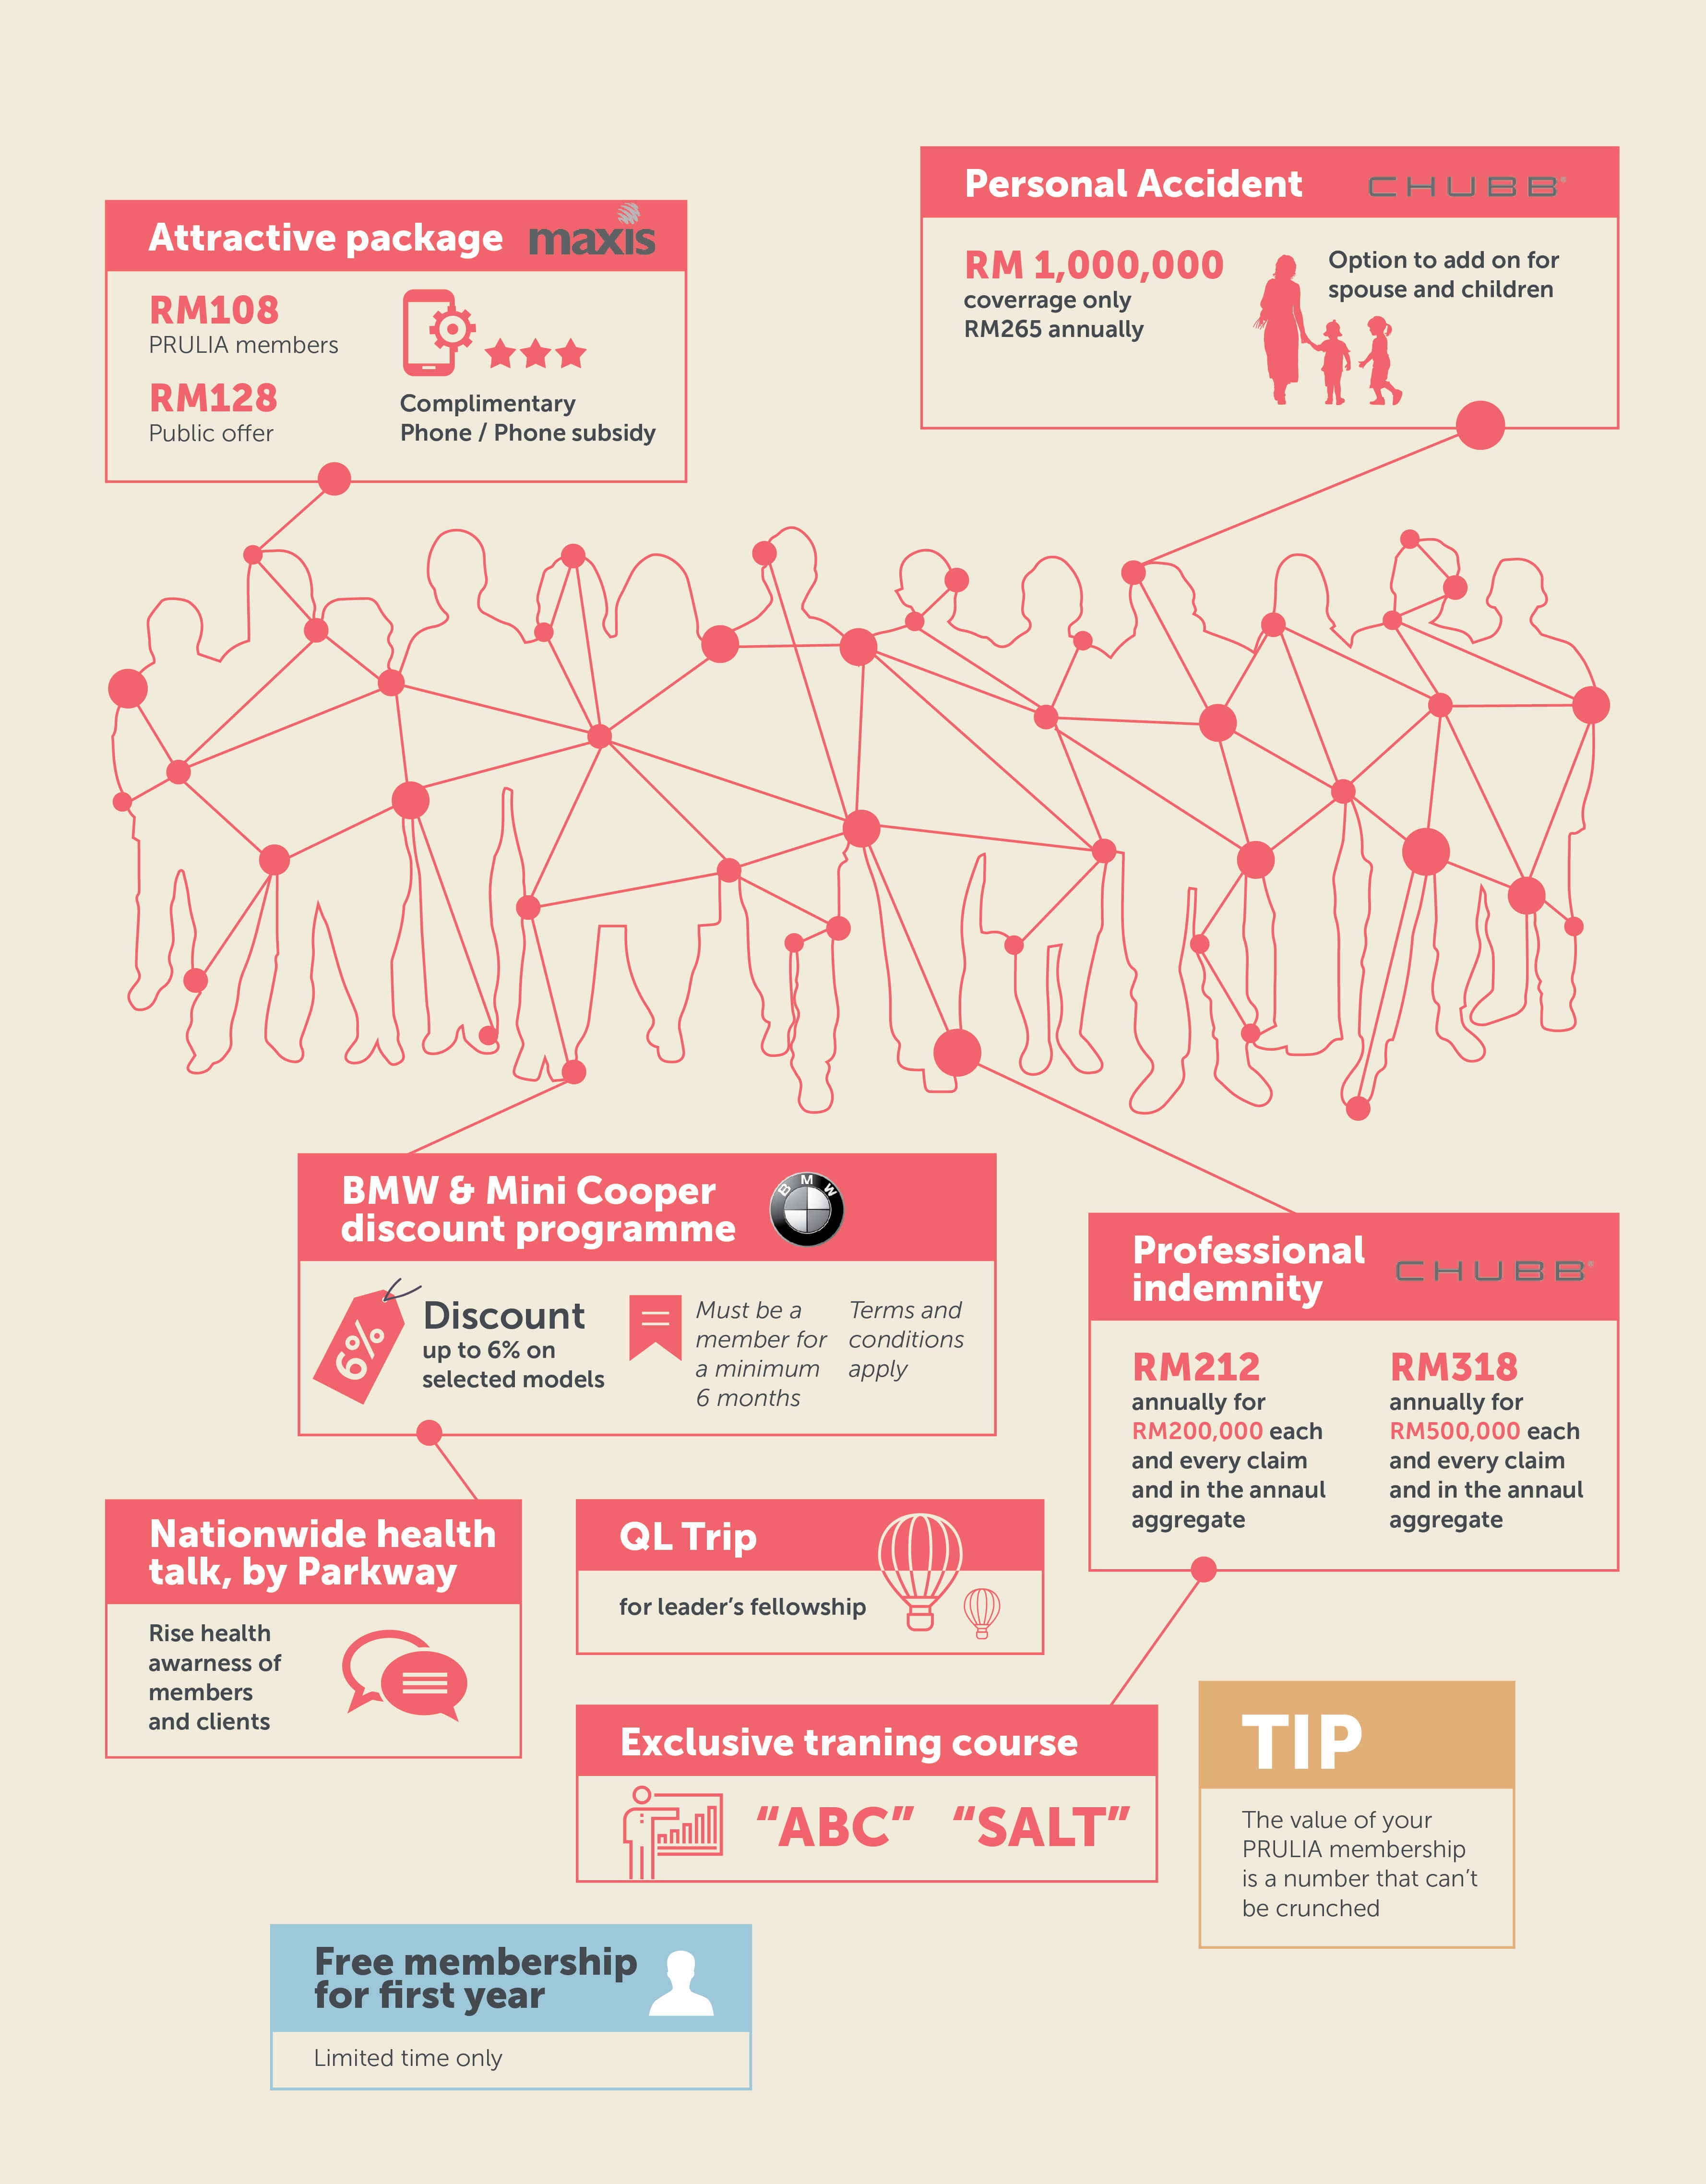 Attractive package maxis
RM108
PRULIA members
RM128
Public offer
Complimentary
Phone / Phone subsidy
Personal Accident CHUBB®
RM 1,000,000
coverrage only
RM265 annually
Option to add on for
spouse and children
BMW & Mini Cooper
discount programme
BMW
6%
Discount
up to 6% on
selected models
Must be a
member for
a minimum
6 months
Terms and
conditions
apply
Professional
indemnity
CHUBB®
RM212
annually for
RM200,000 each
and every claim
and in the annaul
aggregate
RM318
annually for
RM500,000 each
and every claim
and in the annaul
aggregate
Nationwide health
talk, by Parkway
Rise health
awarness of
members
and clients
QL Trip
for leader’s fellowship
Exclusive traning course
“ABC” “SALT”
TIP
The value of your
PRULIA membership
is a number that can’t
be crunched
Free membership
for first year
Limited time only